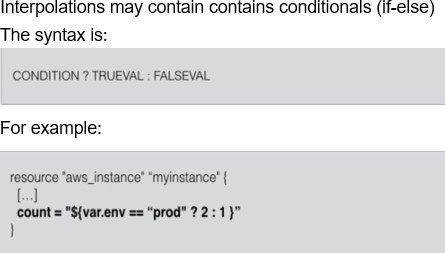 Interpolations may contain contains conditionals (if-else)
The syntax is:
CONDITION ? TRUEVAL : FALSEVAL
For example:
resource "aws_instance" "myinstance" {
[...]
count = "${var.env == "prod" ? 2 : 1 }"
}